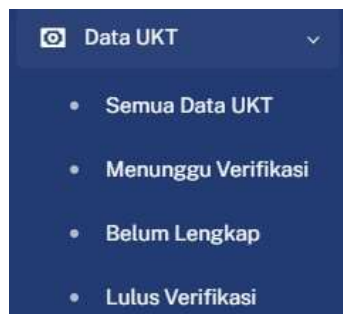 Data UKT
Semua Data UKT
Menunggu Verifikasi
Belum Lengkap
Lulus Verifikasi